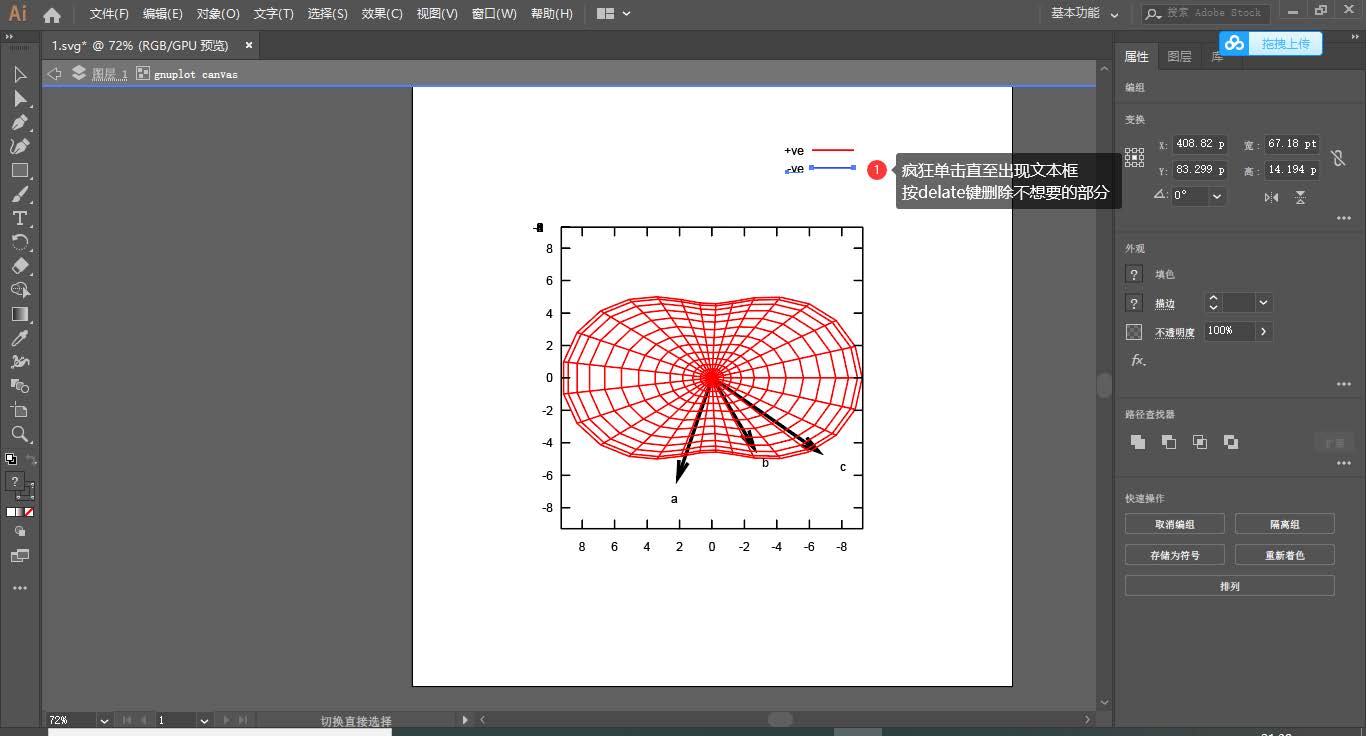 Ai 文件(F) 编辑(E) 对象(O) 文字(T) 选择(S) 效果(C) 视图(V) 窗口(W) 帮助(H) 基本功能 搜索 Adobe Stock
1.svg* @ 72% (RGB/GPU 预览) ×
拖拽上传
图层 1 gnuplot canvas
属性 图层 库
编组
变换
X: 408.82 p 宽: 67.18 pt
Y: 83.299 p 高: 14.194 p
0°
外观
? 填色
? 描边
不透明度 100%
fx.
路径查找器
扩展
快速操作
取消编组 隔离组
存储为符号 重新着色
排列
+ve
-ve
1 疯狂单击直至出现文本框
按delate键删除不想要的部分
8
6
4
2
0
-2
-4
-6
-8
a
b
c
8 6 4 2 0 -2 -4 -6 -8
?
72% 1 切换直接选择